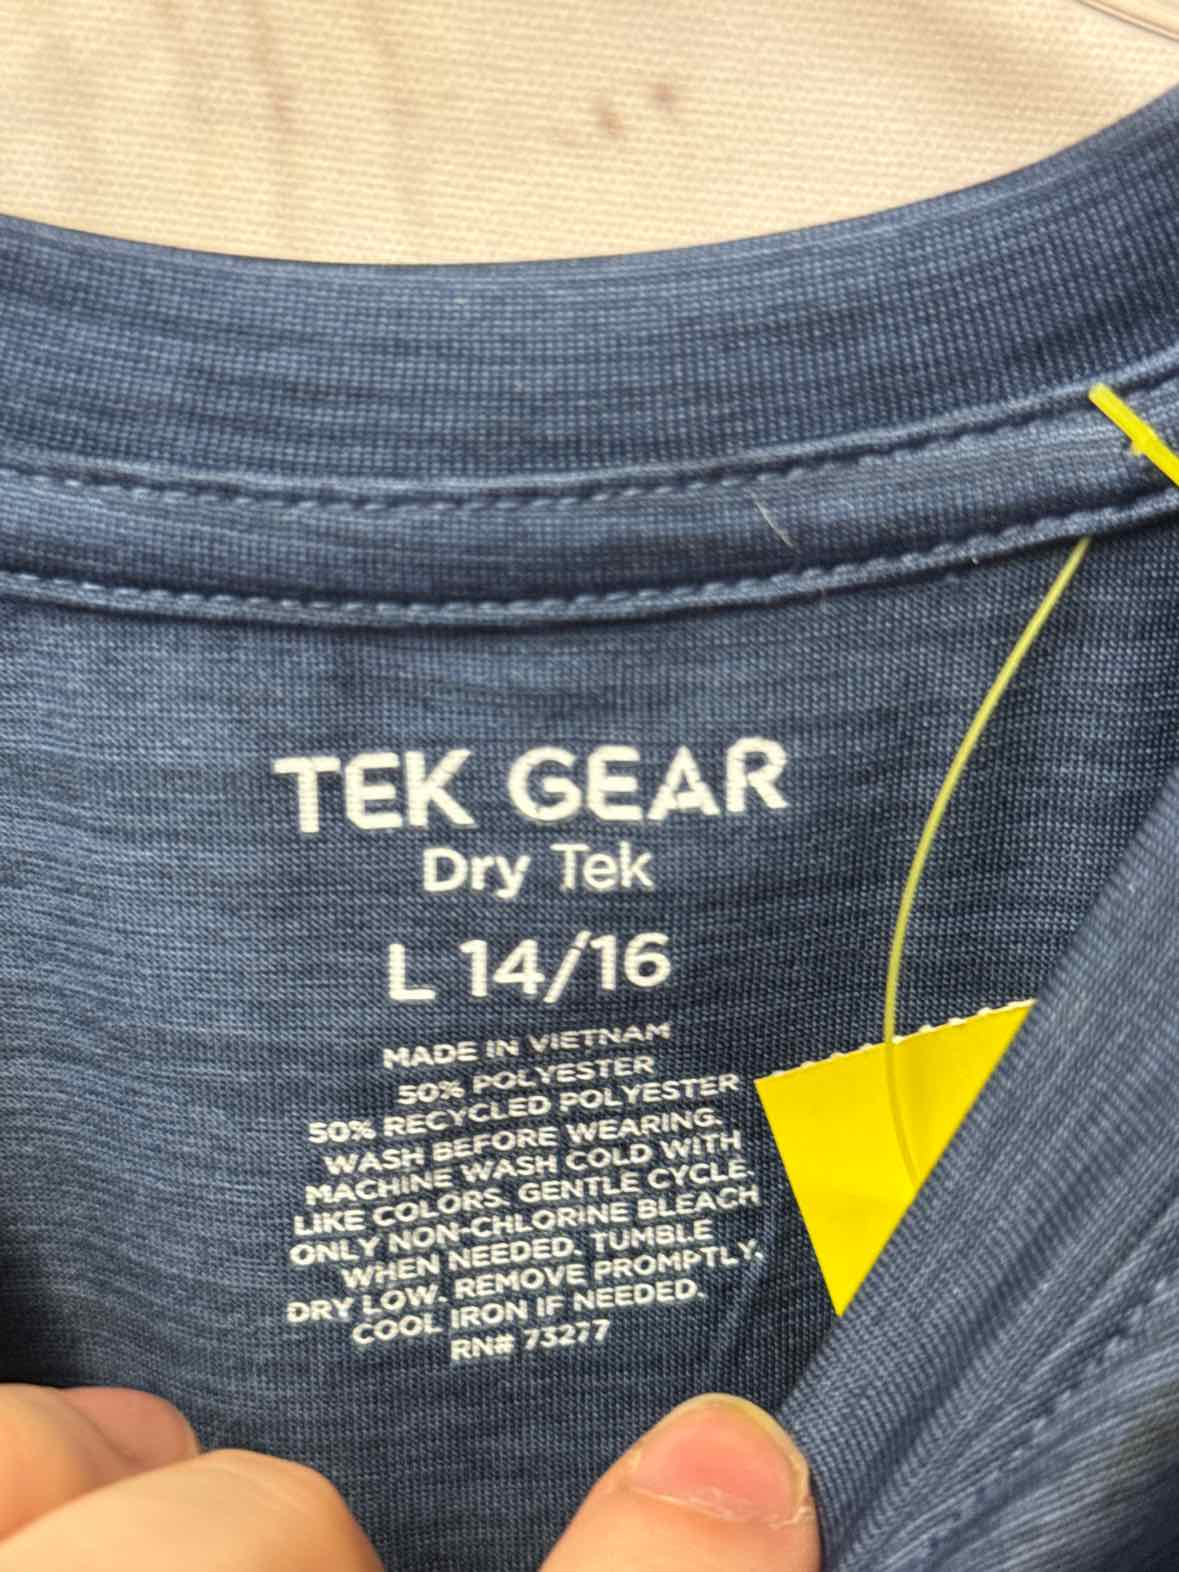 TEK GEAR
Dry Tek
L 14/16
MADE IN VIETNAM
50% POLYESTER
50% RECYCLED POLYESTER
WASH BEFORE WEARING.
MACHINE WASH COLD WITH
LIKE COLORS. GENTLE CYCLE.
ONLY NON-CHLORINE BLEACH
WHEN NEEDED. TUMBLE
DRY LOW. REMOVE PROMPTLY.
COOL IRON IF NEEDED.
RN# 73277